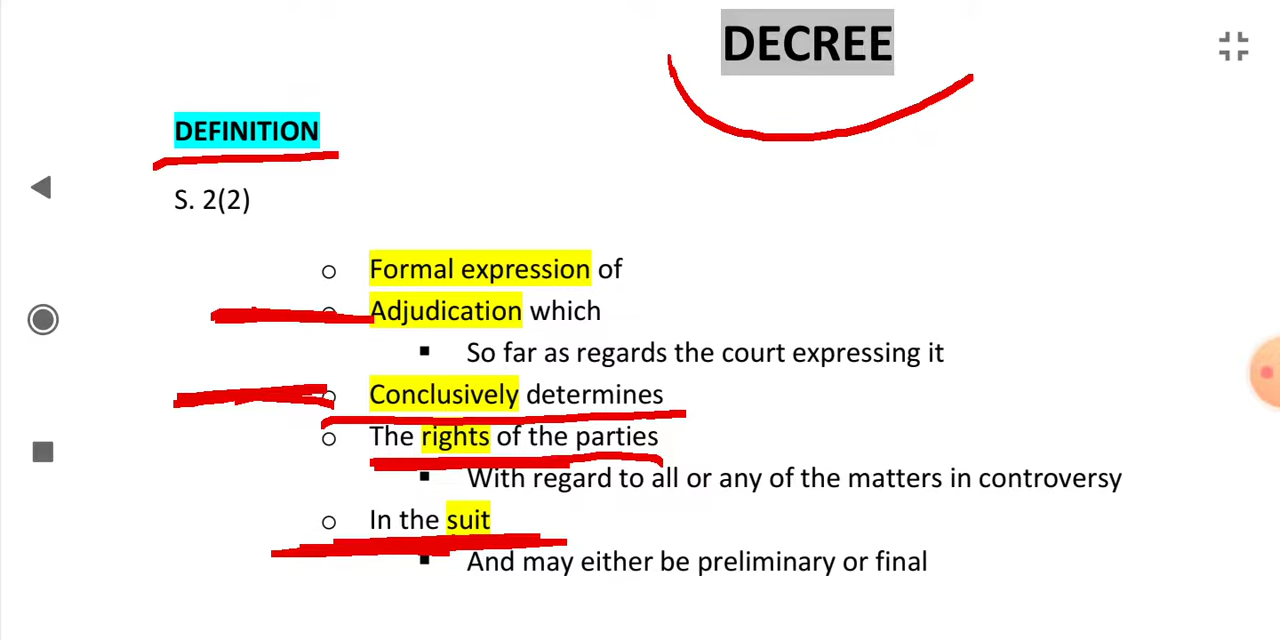 DECREE
DEFINITION
S. 2(2)
Formal expression of
Adjudication which
So far as regards the court expressing it
Conclusively determines
The rights of the parties
With regard to all or any of the matters in controversy
In the suit
And may either be preliminary or final